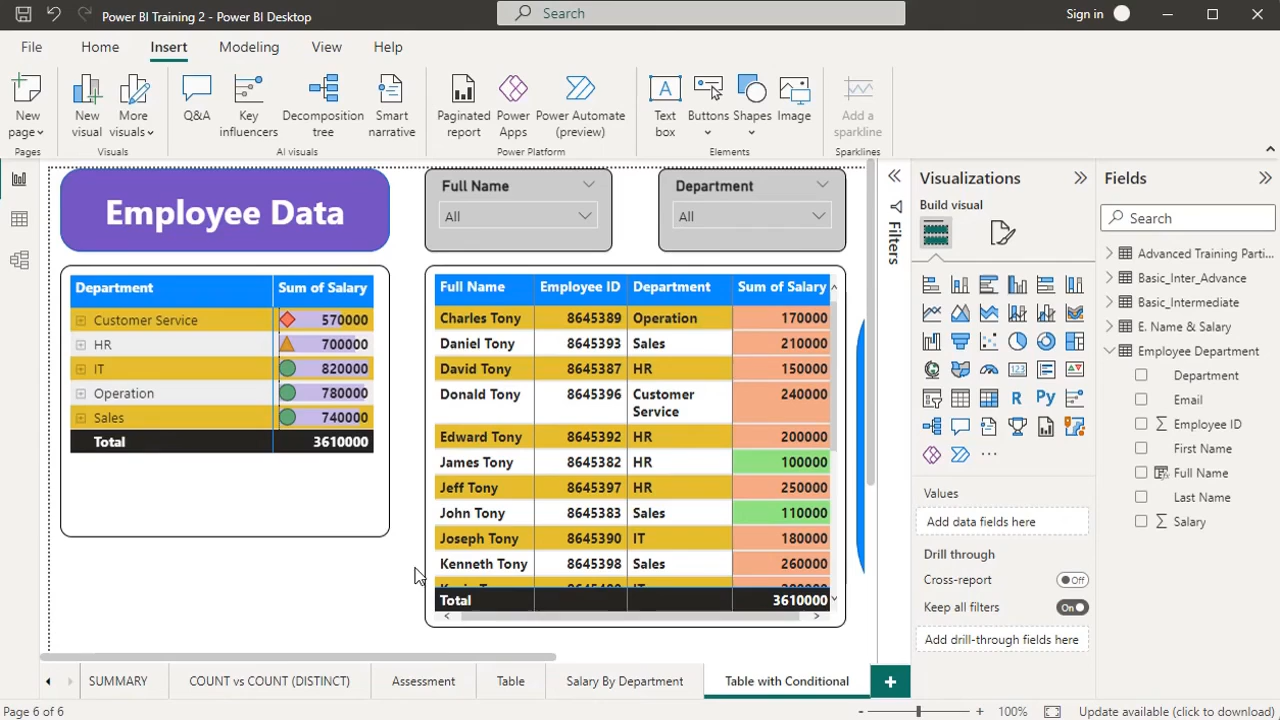 Power BI Training 2 - Power BI Desktop
Search
Sign in
File
Home
Insert
Modeling
View
Help
New
page
New
visual
More
visuals
Q&A
Key
influencers
Decomposition
tree
Smart
narrative
Paginated
report
Power
Apps
Power Automate
(preview)
Text
box
Buttons
Shapes
Image
Add a
sparkline
Pages
Visuals
AI visuals
Power Platform
Elements
Sparklines
Employee Data
Full Name
All
Department
All
Department Sum of Salary
Customer Service 570000
HR 700000
IT 820000
Operation 780000
Sales 740000
Total 3610000
Full Name Employee ID Department Sum of Salary
Charles Tony 8645389 Operation 170000
Daniel Tony 8645393 Sales 210000
David Tony 8645387 HR 150000
Donald Tony 8645396 Customer Service 240000
Edward Tony 8645392 HR 200000
James Tony 8645382 HR 100000
Jeff Tony 8645397 HR 250000
John Tony 8645383 Sales 110000
Joseph Tony 8645390 IT 180000
Kenneth Tony 8645398 Sales 260000
Total 3610000
Filters
Visualizations
Build visual
R
Py
123
Values
Add data fields here
Drill through
Cross-report
Off
Keep all filters
On
Add drill-through fields here
Fields
Search
Advanced Training Parti...
Basic_Inter_Advance
Basic_Intermediate
E. Name & Salary
Employee Department
Department
Email
Employee ID
First Name
Full Name
Last Name
Salary
SUMMARY
COUNT vs COUNT (DISTINCT)
Assessment
Table
Salary By Department
Table with Conditional
Page 6 of 6
100%
Update available (click to download)